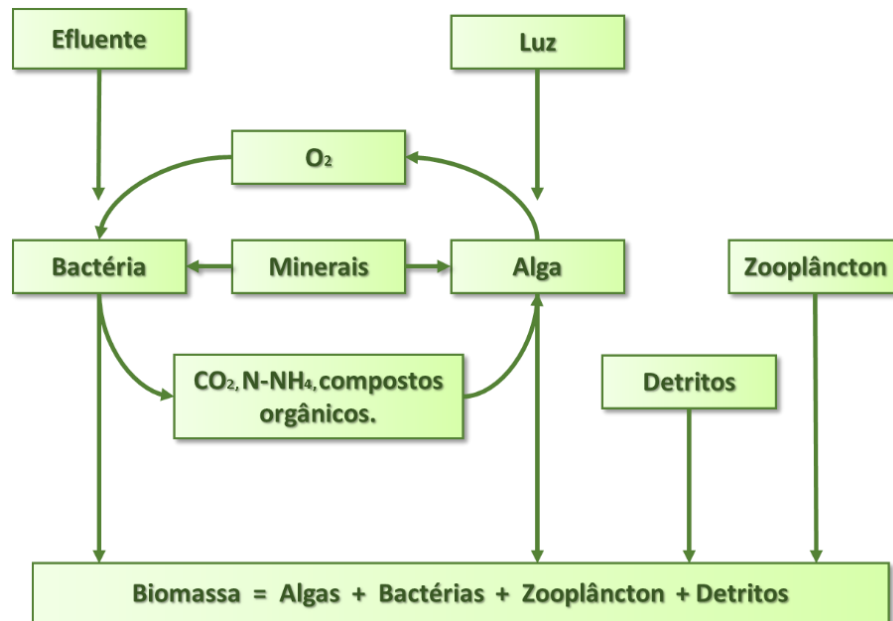 Efluente
Luz
O₂
Bactéria
Minerais
Alga
Zooplâncton
CO₂, N-NH₄, compostos
orgânicos.
Detritos
Biomassa = Algas + Bactérias + Zooplâncton + Detritos